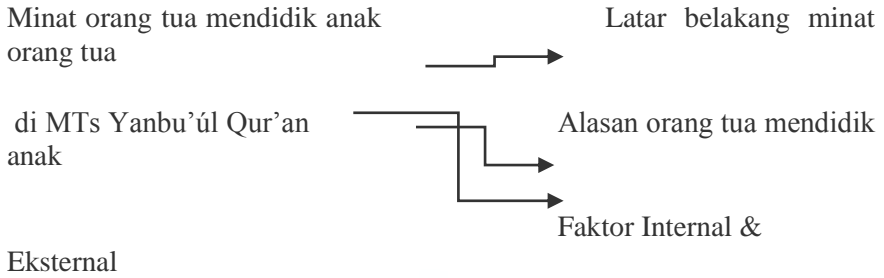 Minat orang tua mendidik anak Latar belakang minat
orang tua
di MTs Yanbu'úl Qur'an Alasan orang tua mendidik
anak
Faktor Internal &
Eksternal